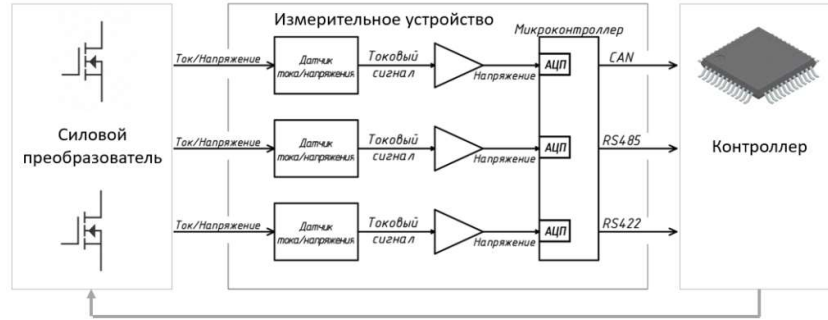 Измерительное устройство
Микроконтроллер
Ток/Напряжение
Датчик
тока/напряжения
Токовый
сигнал
Напряжение
АЦП
CAN
Силовой
преобразователь
Ток/Напряжение
Датчик
тока/напряжения
Токовый
сигнал
Напряжение
АЦП
RS485
Контроллер
Ток/Напряжение
Датчик
тока/напряжения
Токовый
сигнал
Напряжение
АЦП
RS422